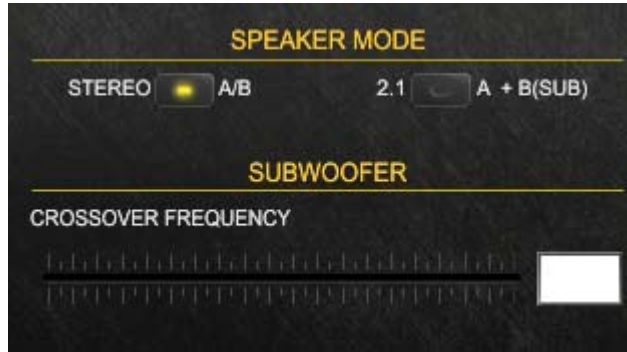 SPEAKER MODE
STEREO A/B 2.1 A + B(SUB)
SUBWOOFER
CROSSOVER FREQUENCY